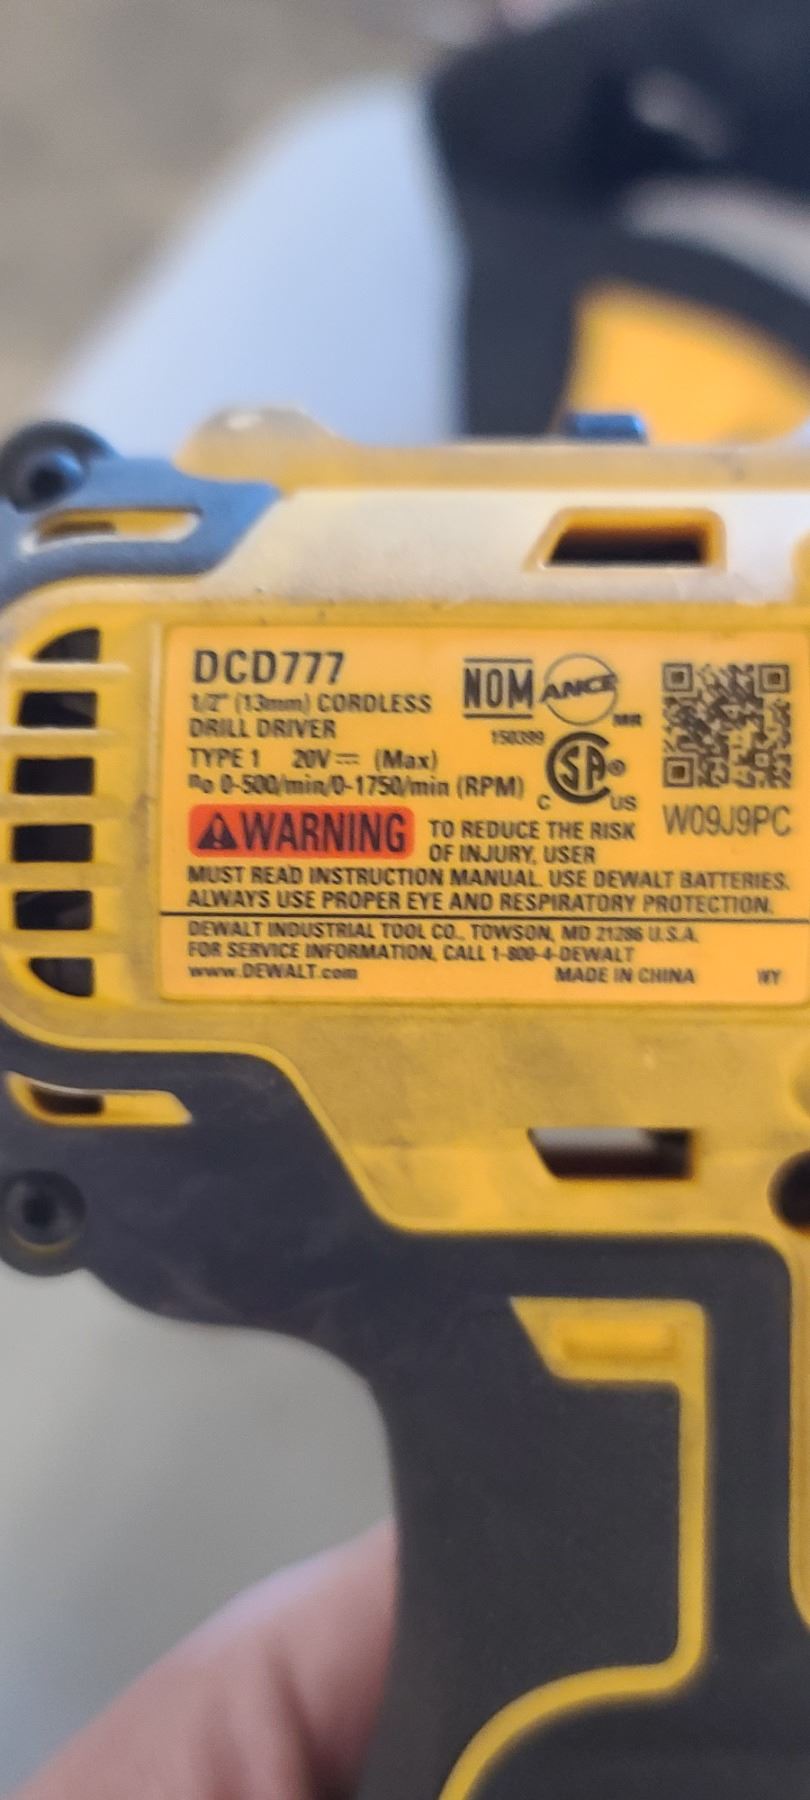 DCD777
1/2" (13mm) CORDLESS
DRILL DRIVER
TYPE 1 20V⎓ (Max)
n₀ 0-500/min/0-1750/min (RPM)
NOM ANCE
MR
150399
C SA US
W09J9PC
WARNING TO REDUCE THE RISK
OF INJURY, USER
MUST READ INSTRUCTION MANUAL. USE DEWALT BATTERIES.
ALWAYS USE PROPER EYE AND RESPIRATORY PROTECTION.
DEWALT INDUSTRIAL TOOL CO., TOWSON, MD 21286 U.S.A.
FOR SERVICE INFORMATION, CALL 1-800-4-DEWALT
www.DEWALT.com MADE IN CHINA WY